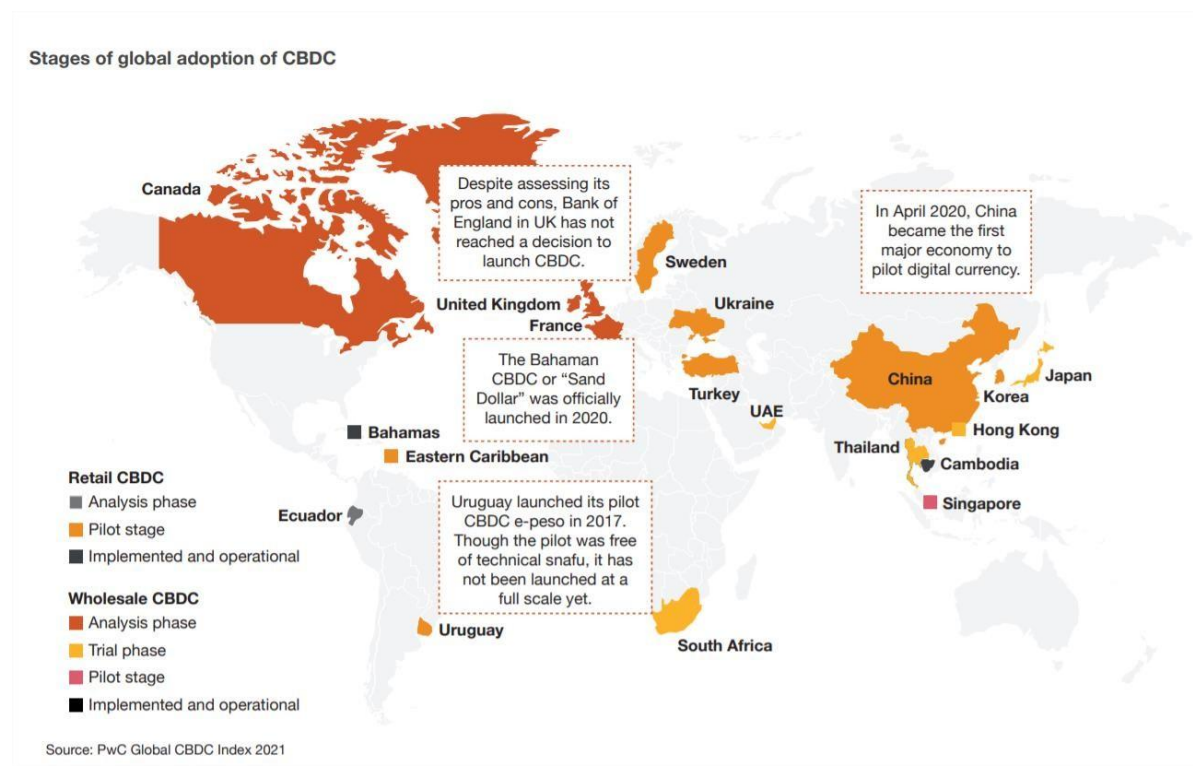 Stages of global adoption of CBDC
Canada
Despite assessing its
pros and cons, Bank of
England in UK has not
reached a decision to
launch CBDC.
In April 2020, China
became the first
major economy to
pilot digital currency.
Sweden
United Kingdom
Ukraine
France
The Bahaman
CBDC or “Sand
Dollar” was officially
launched in 2020.
China
Japan
Turkey
Korea
UAE
Bahamas
Hong Kong
Thailand
Eastern Caribbean
Cambodia
Retail CBDC
Analysis phase
Pilot stage
Implemented and operational
Ecuador
Uruguay launched its pilot
CBDC e-peso in 2017.
Though the pilot was free
of technical snafu, it has
not been launched at a
full scale yet.
Singapore
Wholesale CBDC
Analysis phase
Trial phase
Pilot stage
Implemented and operational
Uruguay
South Africa
Source: PwC Global CBDC Index 2021